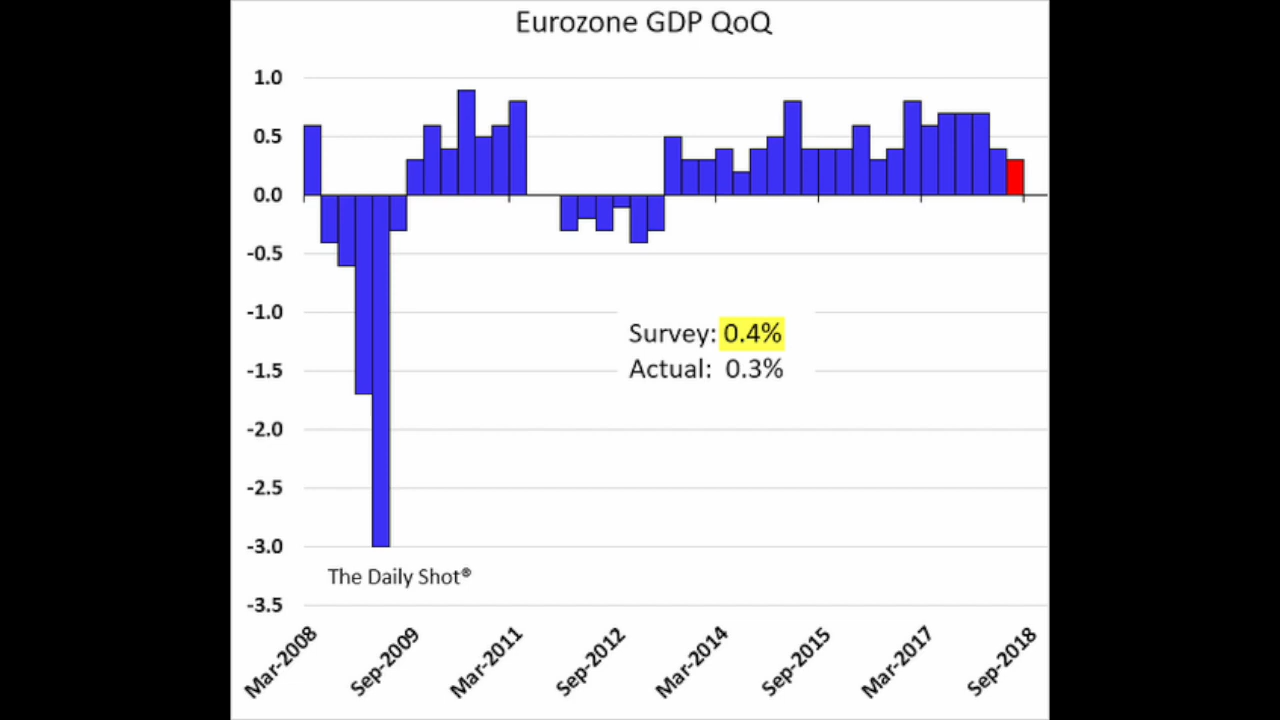 Eurozone GDP QoQ
1.0
0.5
0.0
-0.5
-1.0
-1.5
-2.0
-2.5
-3.0
-3.5
Survey: 0.4%
Actual: 0.3%
The Daily Shot®
Mar-2008
Sep-2009
Mar-2011
Sep-2012
Mar-2014
Sep-2015
Mar-2017
Sep-2018